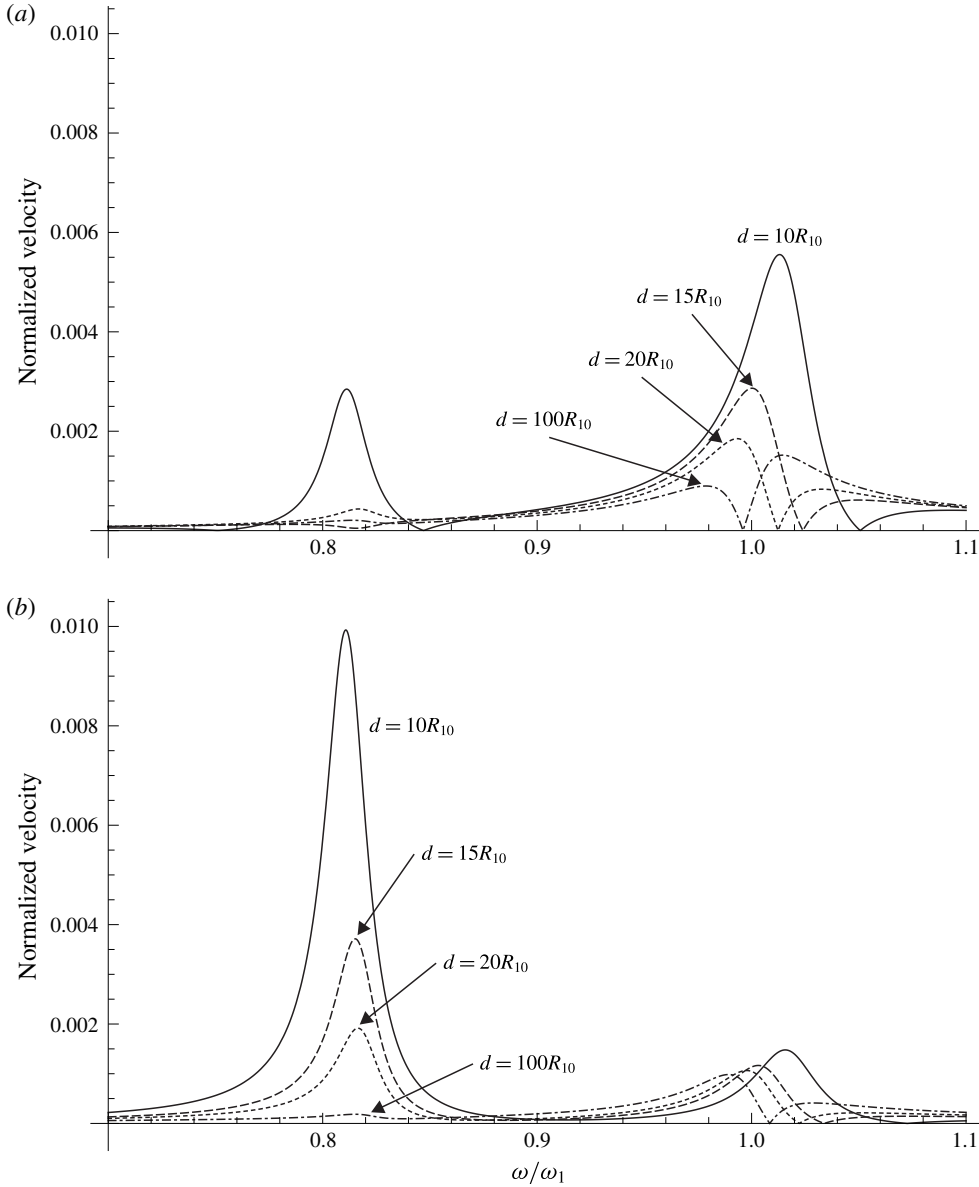 (a)
0.010
0.008
0.006
0.004
0.002
Normalized velocity
d = 10R₁₀
d = 15R₁₀
d = 20R₁₀
d = 100R₁₀
0.8
0.9
1.0
1.1
(b)
0.010
0.008
0.006
0.004
0.002
Normalized velocity
d = 10R₁₀
d = 15R₁₀
d = 20R₁₀
d = 100R₁₀
0.8
0.9
1.0
1.1
ω/ω₁